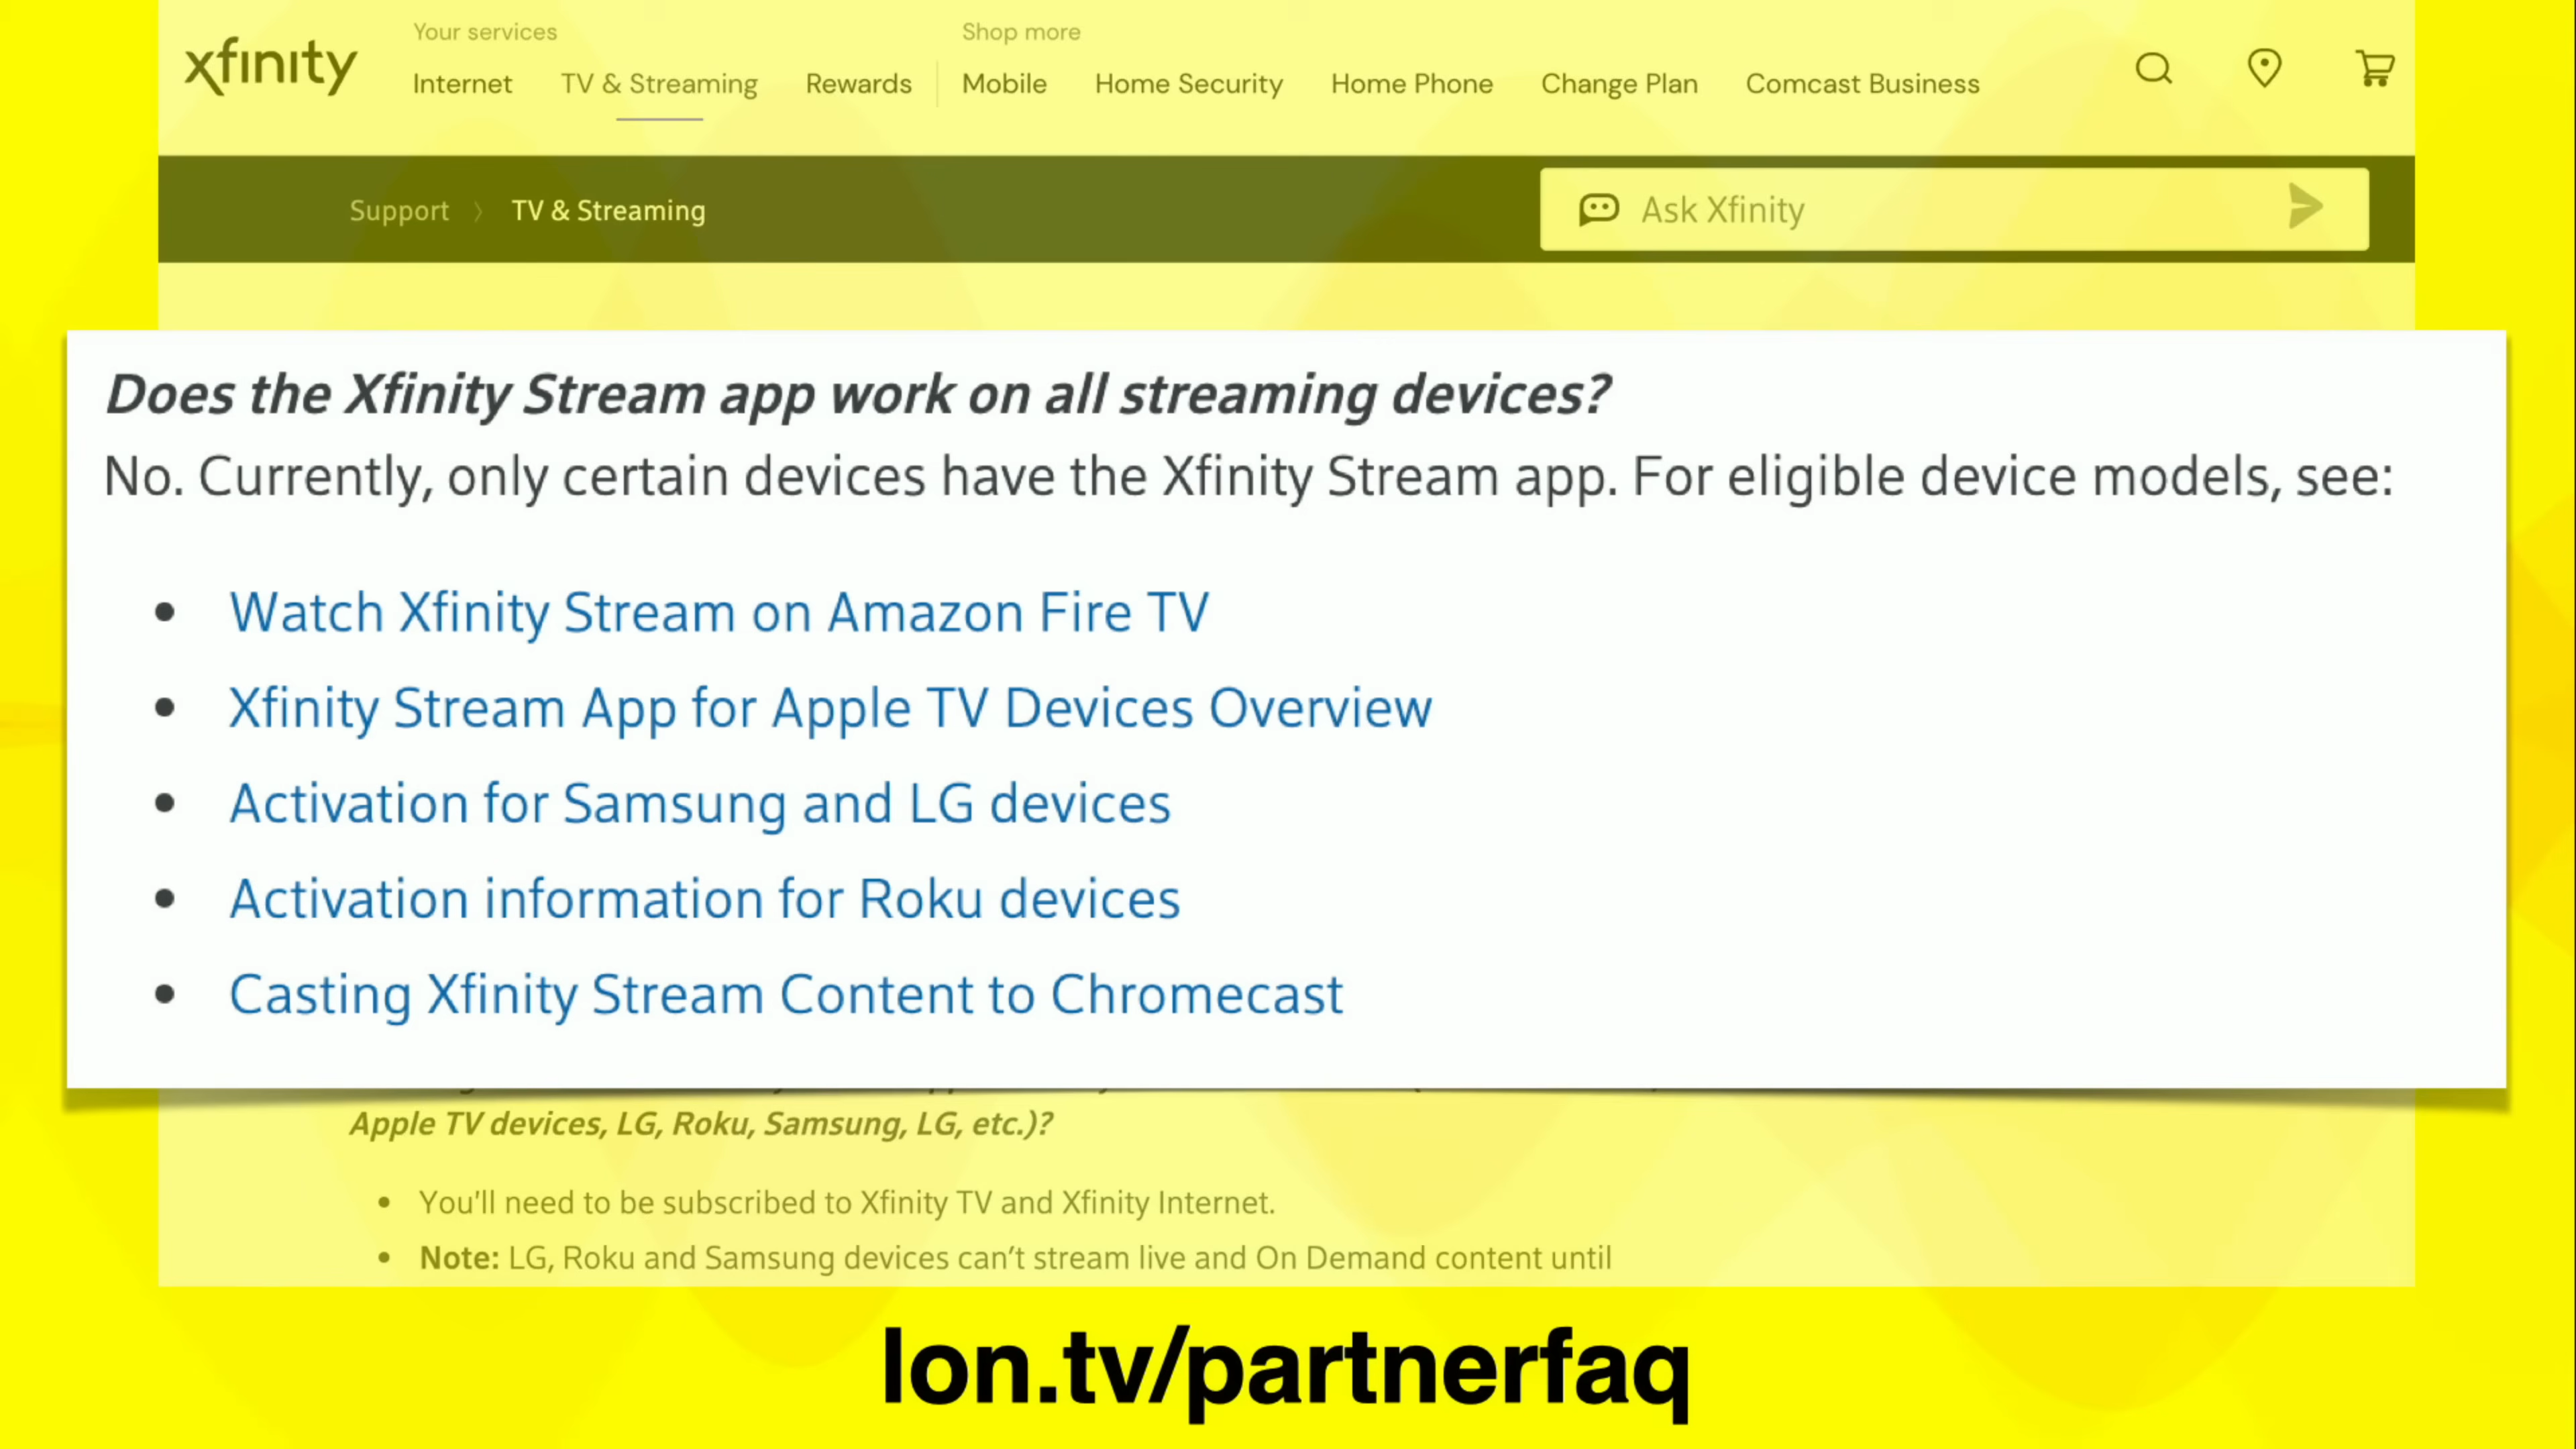 Your services
Shop more
xfinity
Internet TV & Streaming Rewards Mobile Home Security Home Phone Change Plan Comcast Business
Support > TV & Streaming
Ask Xfinity
Does the Xfinity Stream app work on all streaming devices?
No. Currently, only certain devices have the Xfinity Stream app. For eligible device models, see:
• Watch Xfinity Stream on Amazon Fire TV
• Xfinity Stream App for Apple TV Devices Overview
• Activation for Samsung and LG devices
• Activation information for Roku devices
• Casting Xfinity Stream Content to Chromecast
Apple TV devices, LG, Roku, Samsung, LG, etc.)?
• You'll need to be subscribed to Xfinity TV and Xfinity Internet.
• Note: LG, Roku and Samsung devices can't stream live and On Demand content until
lon.tv/partnerfaq